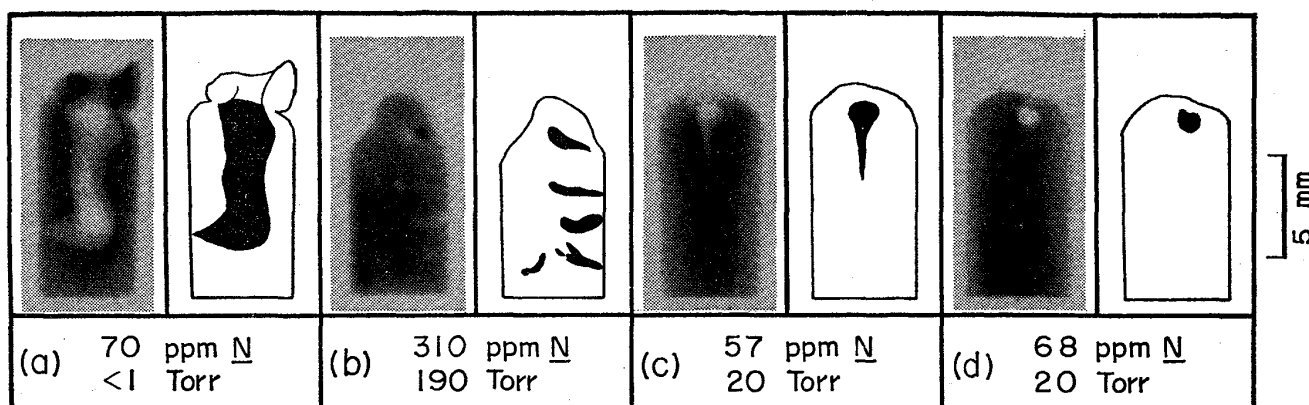 (a) 70 ppm N
<1 Torr
(b) 310 ppm N
190 Torr
(c) 57 ppm N
20 Torr
(d) 68 ppm N
20 Torr
5 mm